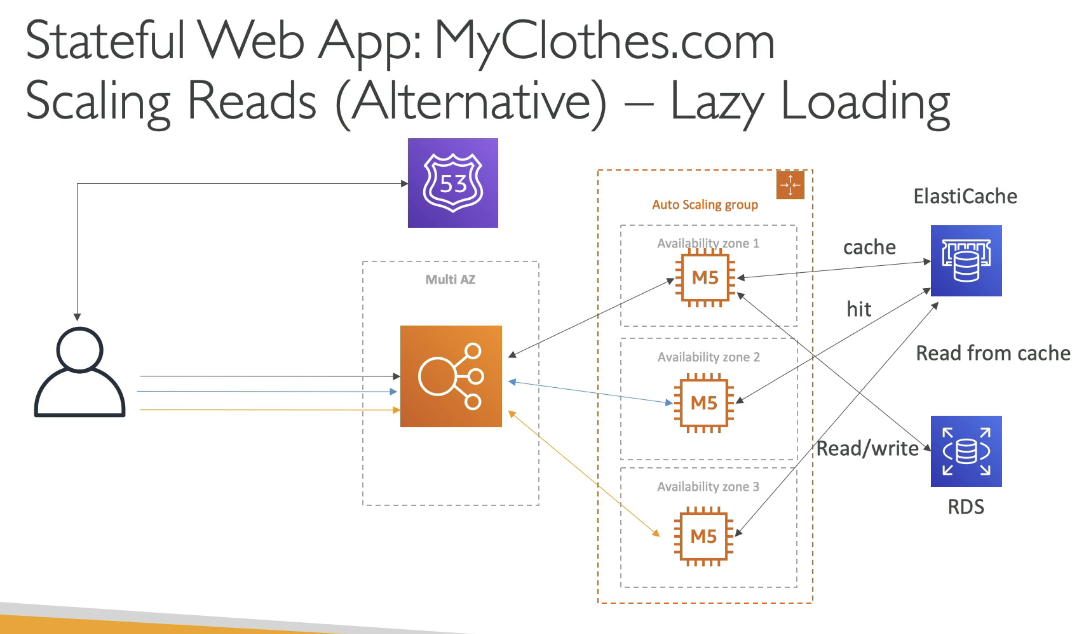 Stateful Web App: MyClothes.com
Scaling Reads (Alternative) – Lazy Loading
53
Auto Scaling group
ElastiCache
Availability zone 1
cache
Multi AZ
M5
hit
Availability zone 2
Read from cache
M5
Read/write
Availability zone 3
RDS
M5